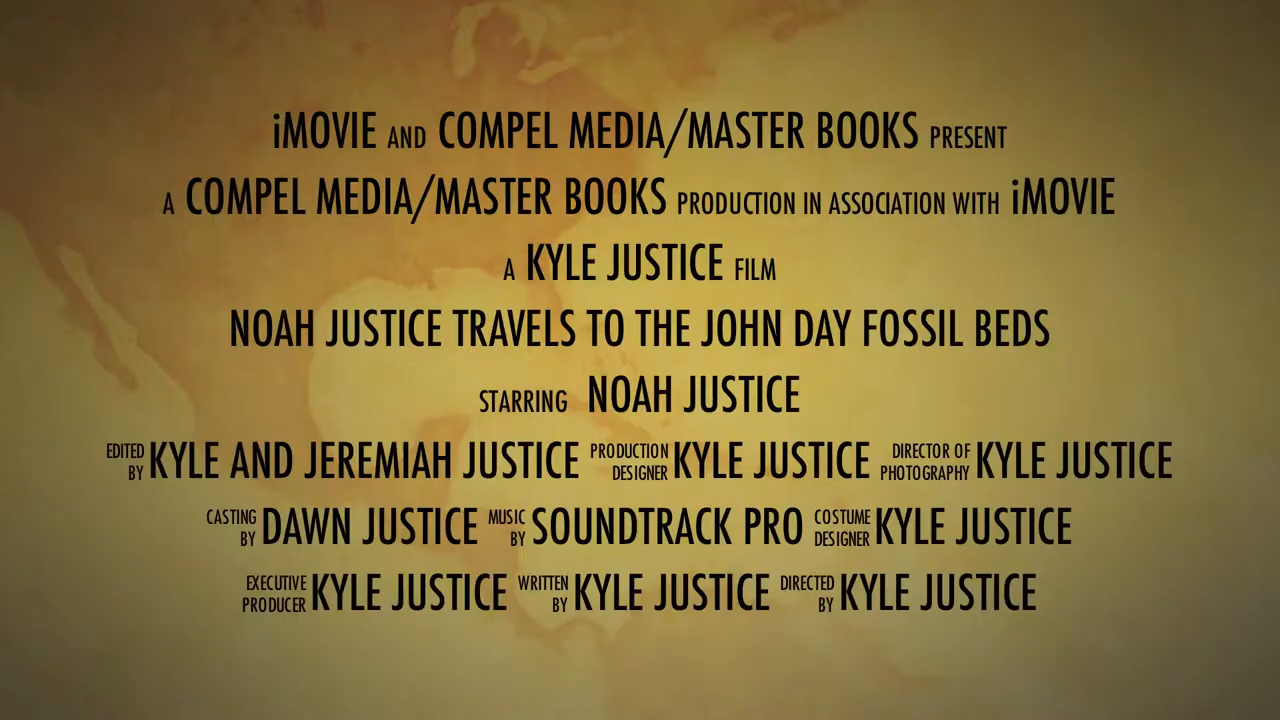 iMOVIE AND COMPEL MEDIA/MASTER BOOKS PRESENT
A COMPEL MEDIA/MASTER BOOKS PRODUCTION IN ASSOCIATION WITH iMOVIE
A KYLE JUSTICE FILM
NOAH JUSTICE TRAVELS TO THE JOHN DAY FOSSIL BEDS
STARRING NOAH JUSTICE
EDITED BY KYLE AND JEREMIAH JUSTICE PRODUCTION DESIGNER KYLE JUSTICE DIRECTOR OF PHOTOGRAPHY KYLE JUSTICE
CASTING BY DAWN JUSTICE MUSIC BY SOUNDTRACK PRO COSTUME DESIGNER KYLE JUSTICE
EXECUTIVE PRODUCER KYLE JUSTICE WRITTEN BY KYLE JUSTICE DIRECTED BY KYLE JUSTICE